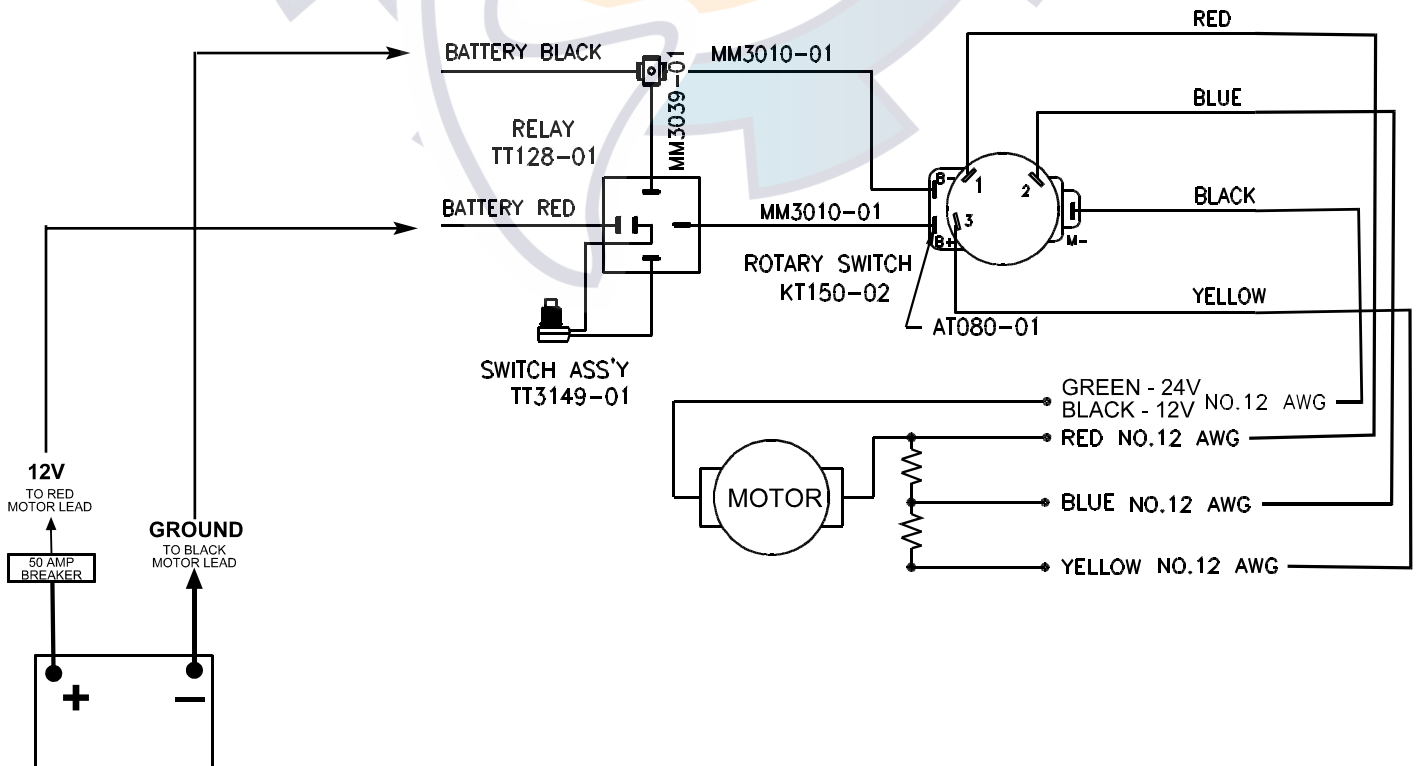 RED
BATTERY BLACK
MM3010-01
MM3039-01
BLUE
RELAY
TT128-01
B-
1
2
BATTERY RED
MM3010-01
3
BLACK
B+
M-
ROTARY SWITCH
KT150-02
YELLOW
AT080-01
SWITCH ASS'Y
TT3149-01
GREEN - 24V
BLACK - 12V NO.12 AWG
RED NO.12 AWG
12V
TO RED
MOTOR LEAD
MOTOR
BLUE NO.12 AWG
GROUND
TO BLACK
MOTOR LEAD
50 AMP
BREAKER
YELLOW NO.12 AWG
+
−